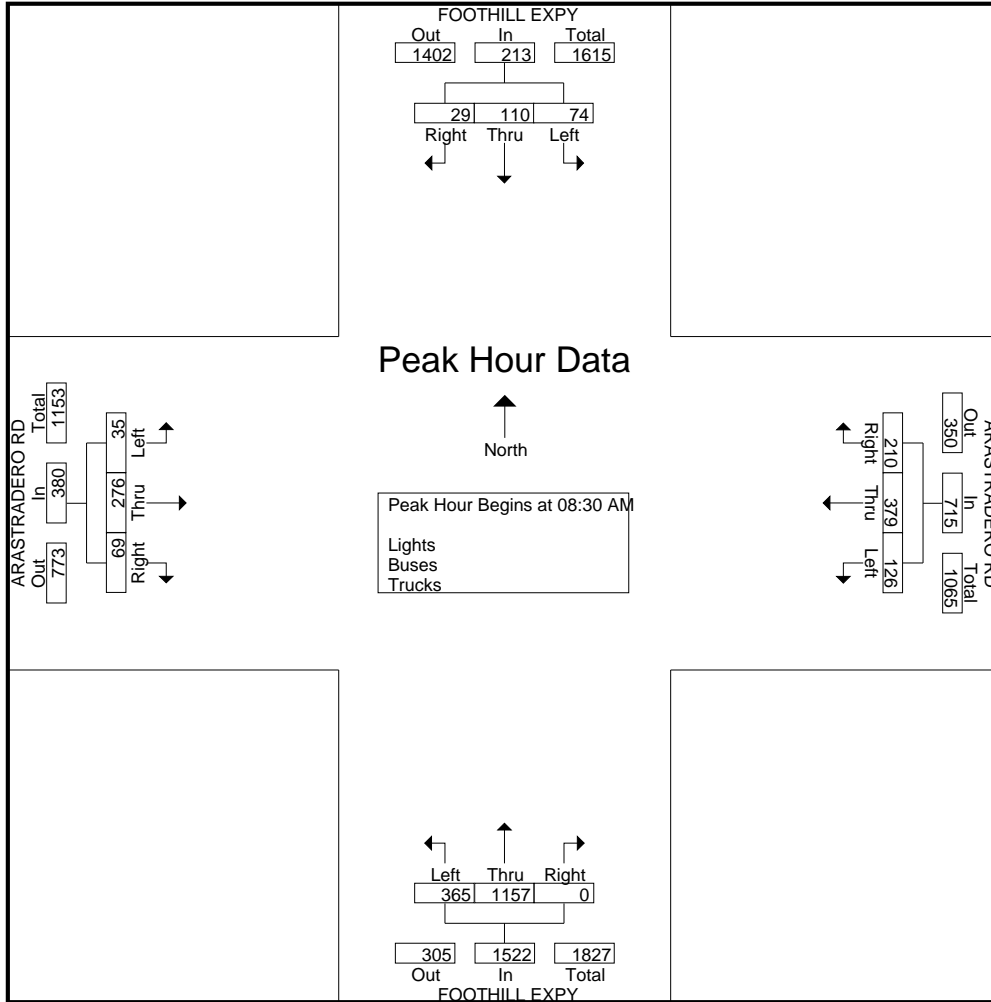 FOOTHILL EXPY
Out In Total
1402 213 1615
29 110 74
Right Thru Left
Peak Hour Data
North
Peak Hour Begins at 08:30 AM
Lights
Buses
Trucks
ARASTRADERO RD
Total In Out
1153 380 773
35 276 69
Left Thru Right
ARASTRADERO RD
Out In Total
350 715 1065
210 379 126
Right Thru Left
Left Thru Right
365 1157 0
305 1522 1827
Out In Total
FOOTHILL EXPY